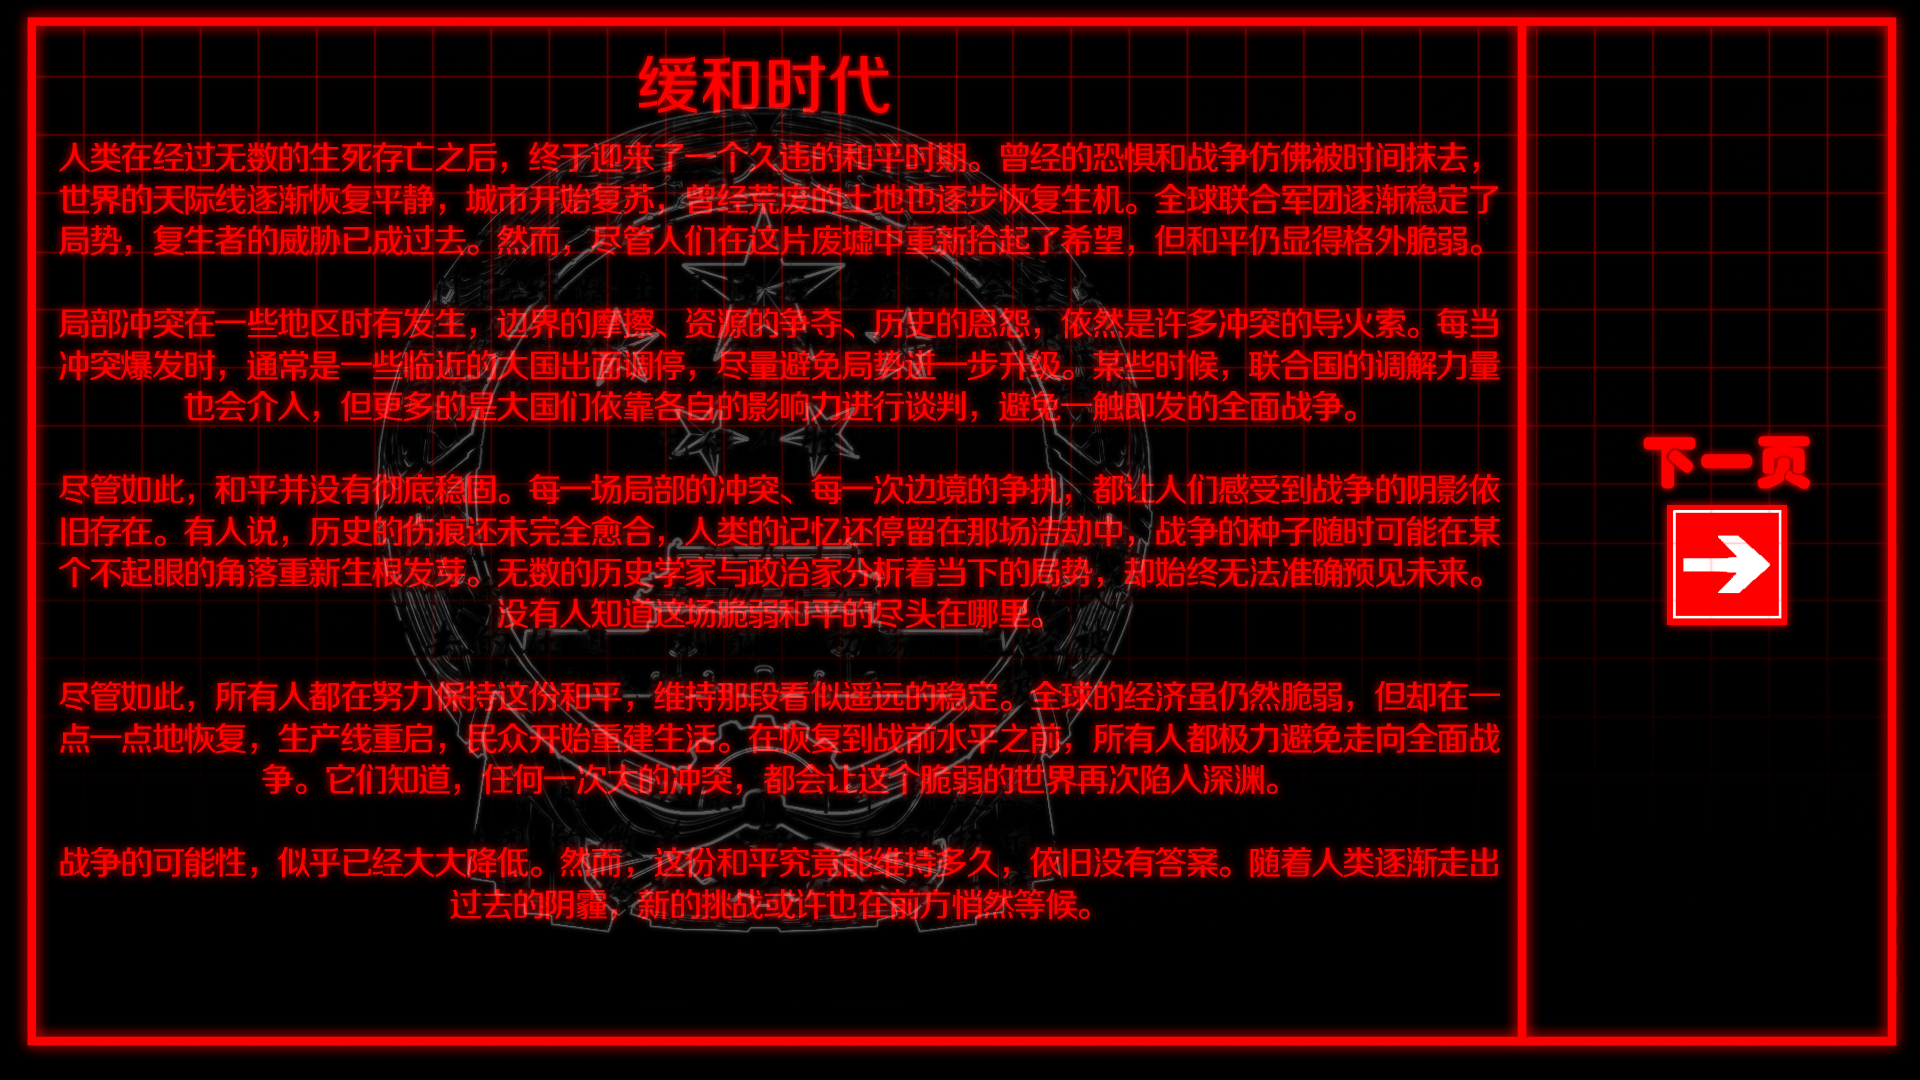 缓和时代
人类在经过无数的生死存亡之后，终于迎来了一个久违的和平时期。曾经的恐惧和战争仿佛被时间抹去，
世界的天际线逐渐恢复平静，城市开始复苏，曾经荒废的土地也逐步恢复生机。全球联合军团逐渐稳定了
局势，复生者的威胁已成过去。然而，尽管人们在这片废墟中重新拾起了希望，但和平仍显得格外脆弱。
局部冲突在一些地区时有发生，边界的摩擦、资源的争夺、历史的恩怨，依然是许多冲突的导火索。每当
冲突爆发时，通常是一些临近的大国出面调停，尽量避免局势进一步升级。某些时候，联合国的调解力量
也会介入，但更多的是大国们依靠各自的影响力进行谈判，避免一触即发的全面战争。
尽管如此，和平并没有彻底稳固。每一场局部的冲突、每一次边境的争执，都让人们感受到战争的阴影依
旧存在。有人说，历史的伤痕还未完全愈合，人类的记忆还停留在那场浩劫中，战争的种子随时可能在某
个不起眼的角落重新生根发芽。无数的历史学家与政治家分析着当下的局势，却始终无法准确预见未来。
没有人知道这场脆弱和平的尽头在哪里。
尽管如此，所有人都在努力保持这份和平，维持那段看似遥远的稳定。全球的经济虽仍然脆弱，但却在一
点一点地恢复，生产线重启，民众开始重建生活。在恢复到战前水平之前，所有人都极力避免走向全面战
争。它们知道，任何一次大的冲突，都会让这个脆弱的世界再次陷入深渊。
战争的可能性，似乎已经大大降低。然而，这份和平究竟能维持多久，依旧没有答案。随着人类逐渐走出
过去的阴霾，新的挑战或许也在前方悄然等候。
下一页